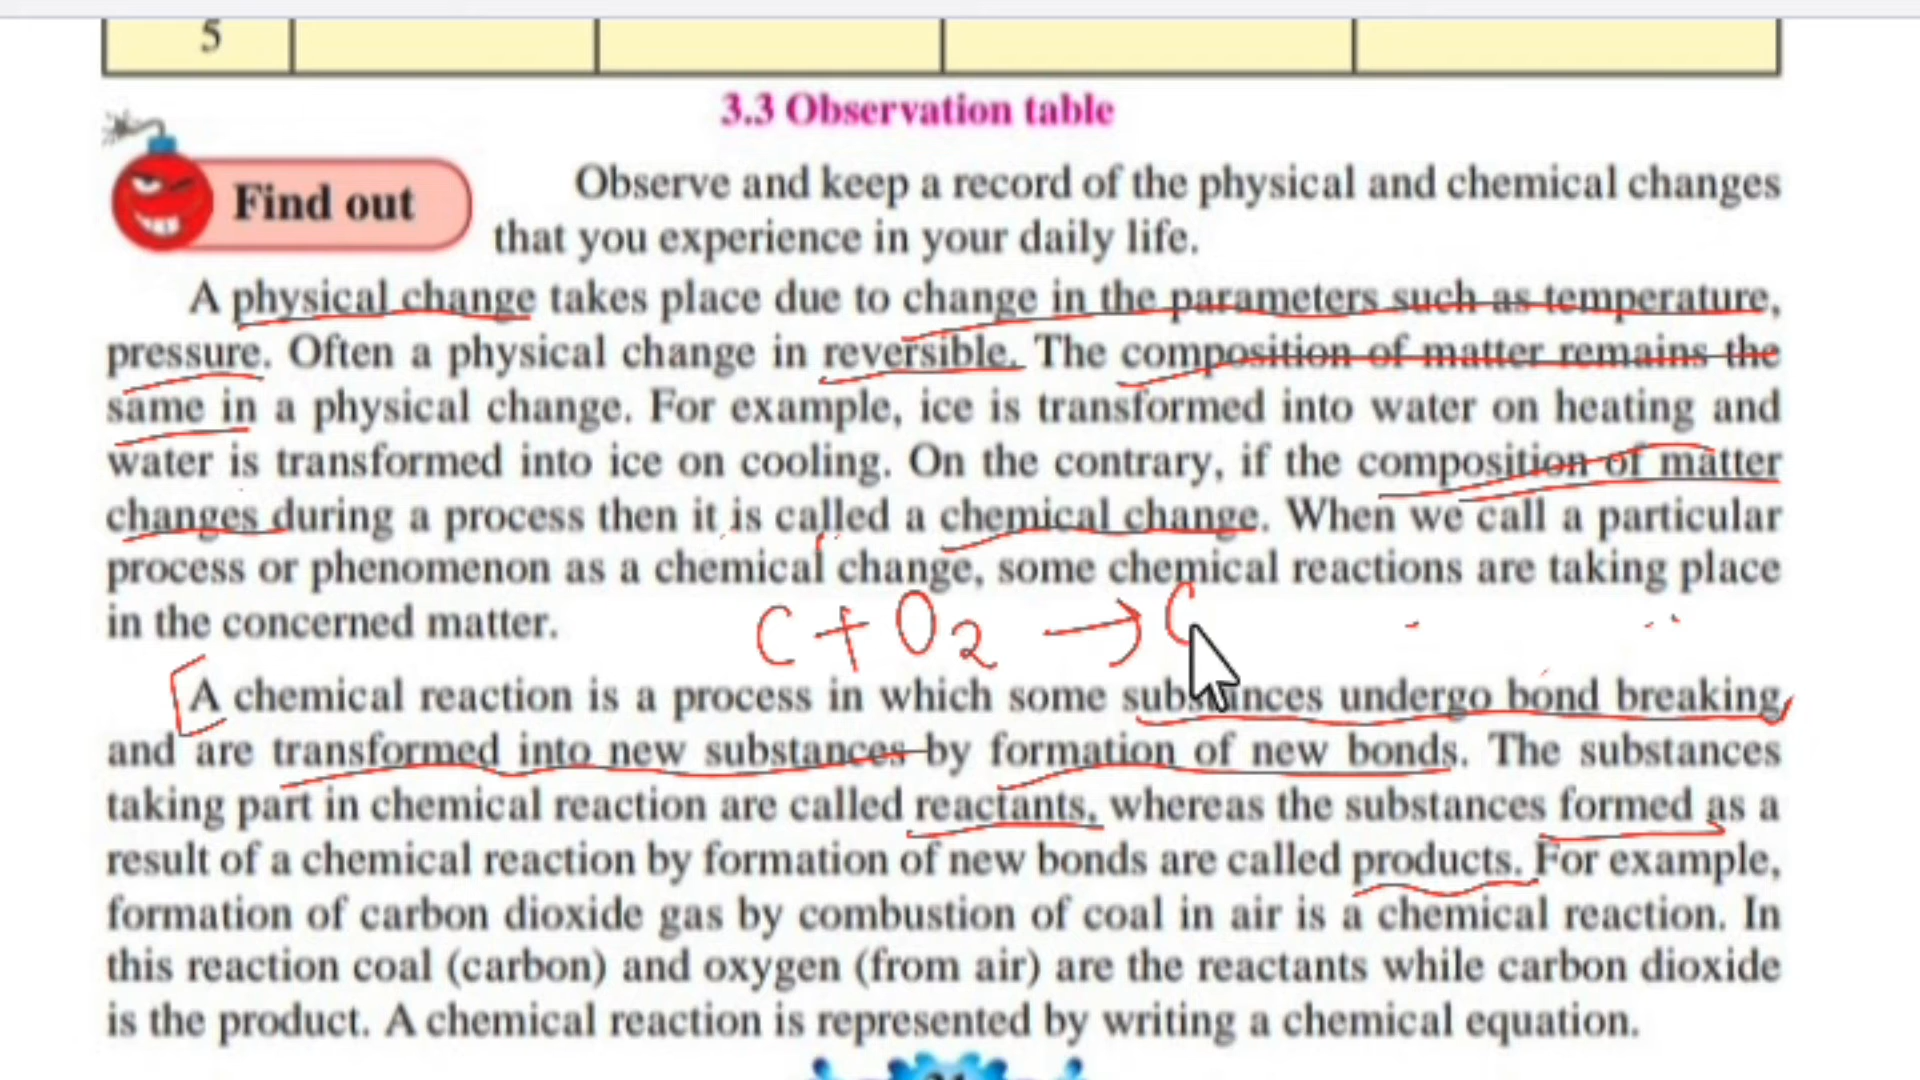 5
3.3 Observation table
Find out
Observe and keep a record of the physical and chemical changes
that you experience in your daily life.
A physical change takes place due to change in the parameters such as temperature,
pressure. Often a physical change in reversible. The composition of matter remains the
same in a physical change. For example, ice is transformed into water on heating and
water is transformed into ice on cooling. On the contrary, if the composition of matter
changes during a process then it is called a chemical change. When we call a particular
process or phenomenon as a chemical change, some chemical reactions are taking place
in the concerned matter.
C + O2 → C
A chemical reaction is a process in which some substances undergo bond breaking
and are transformed into new substances by formation of new bonds. The substances
taking part in chemical reaction are called reactants, whereas the substances formed as a
result of a chemical reaction by formation of new bonds are called products. For example,
formation of carbon dioxide gas by combustion of coal in air is a chemical reaction. In
this reaction coal (carbon) and oxygen (from air) are the reactants while carbon dioxide
is the product. A chemical reaction is represented by writing a chemical equation.